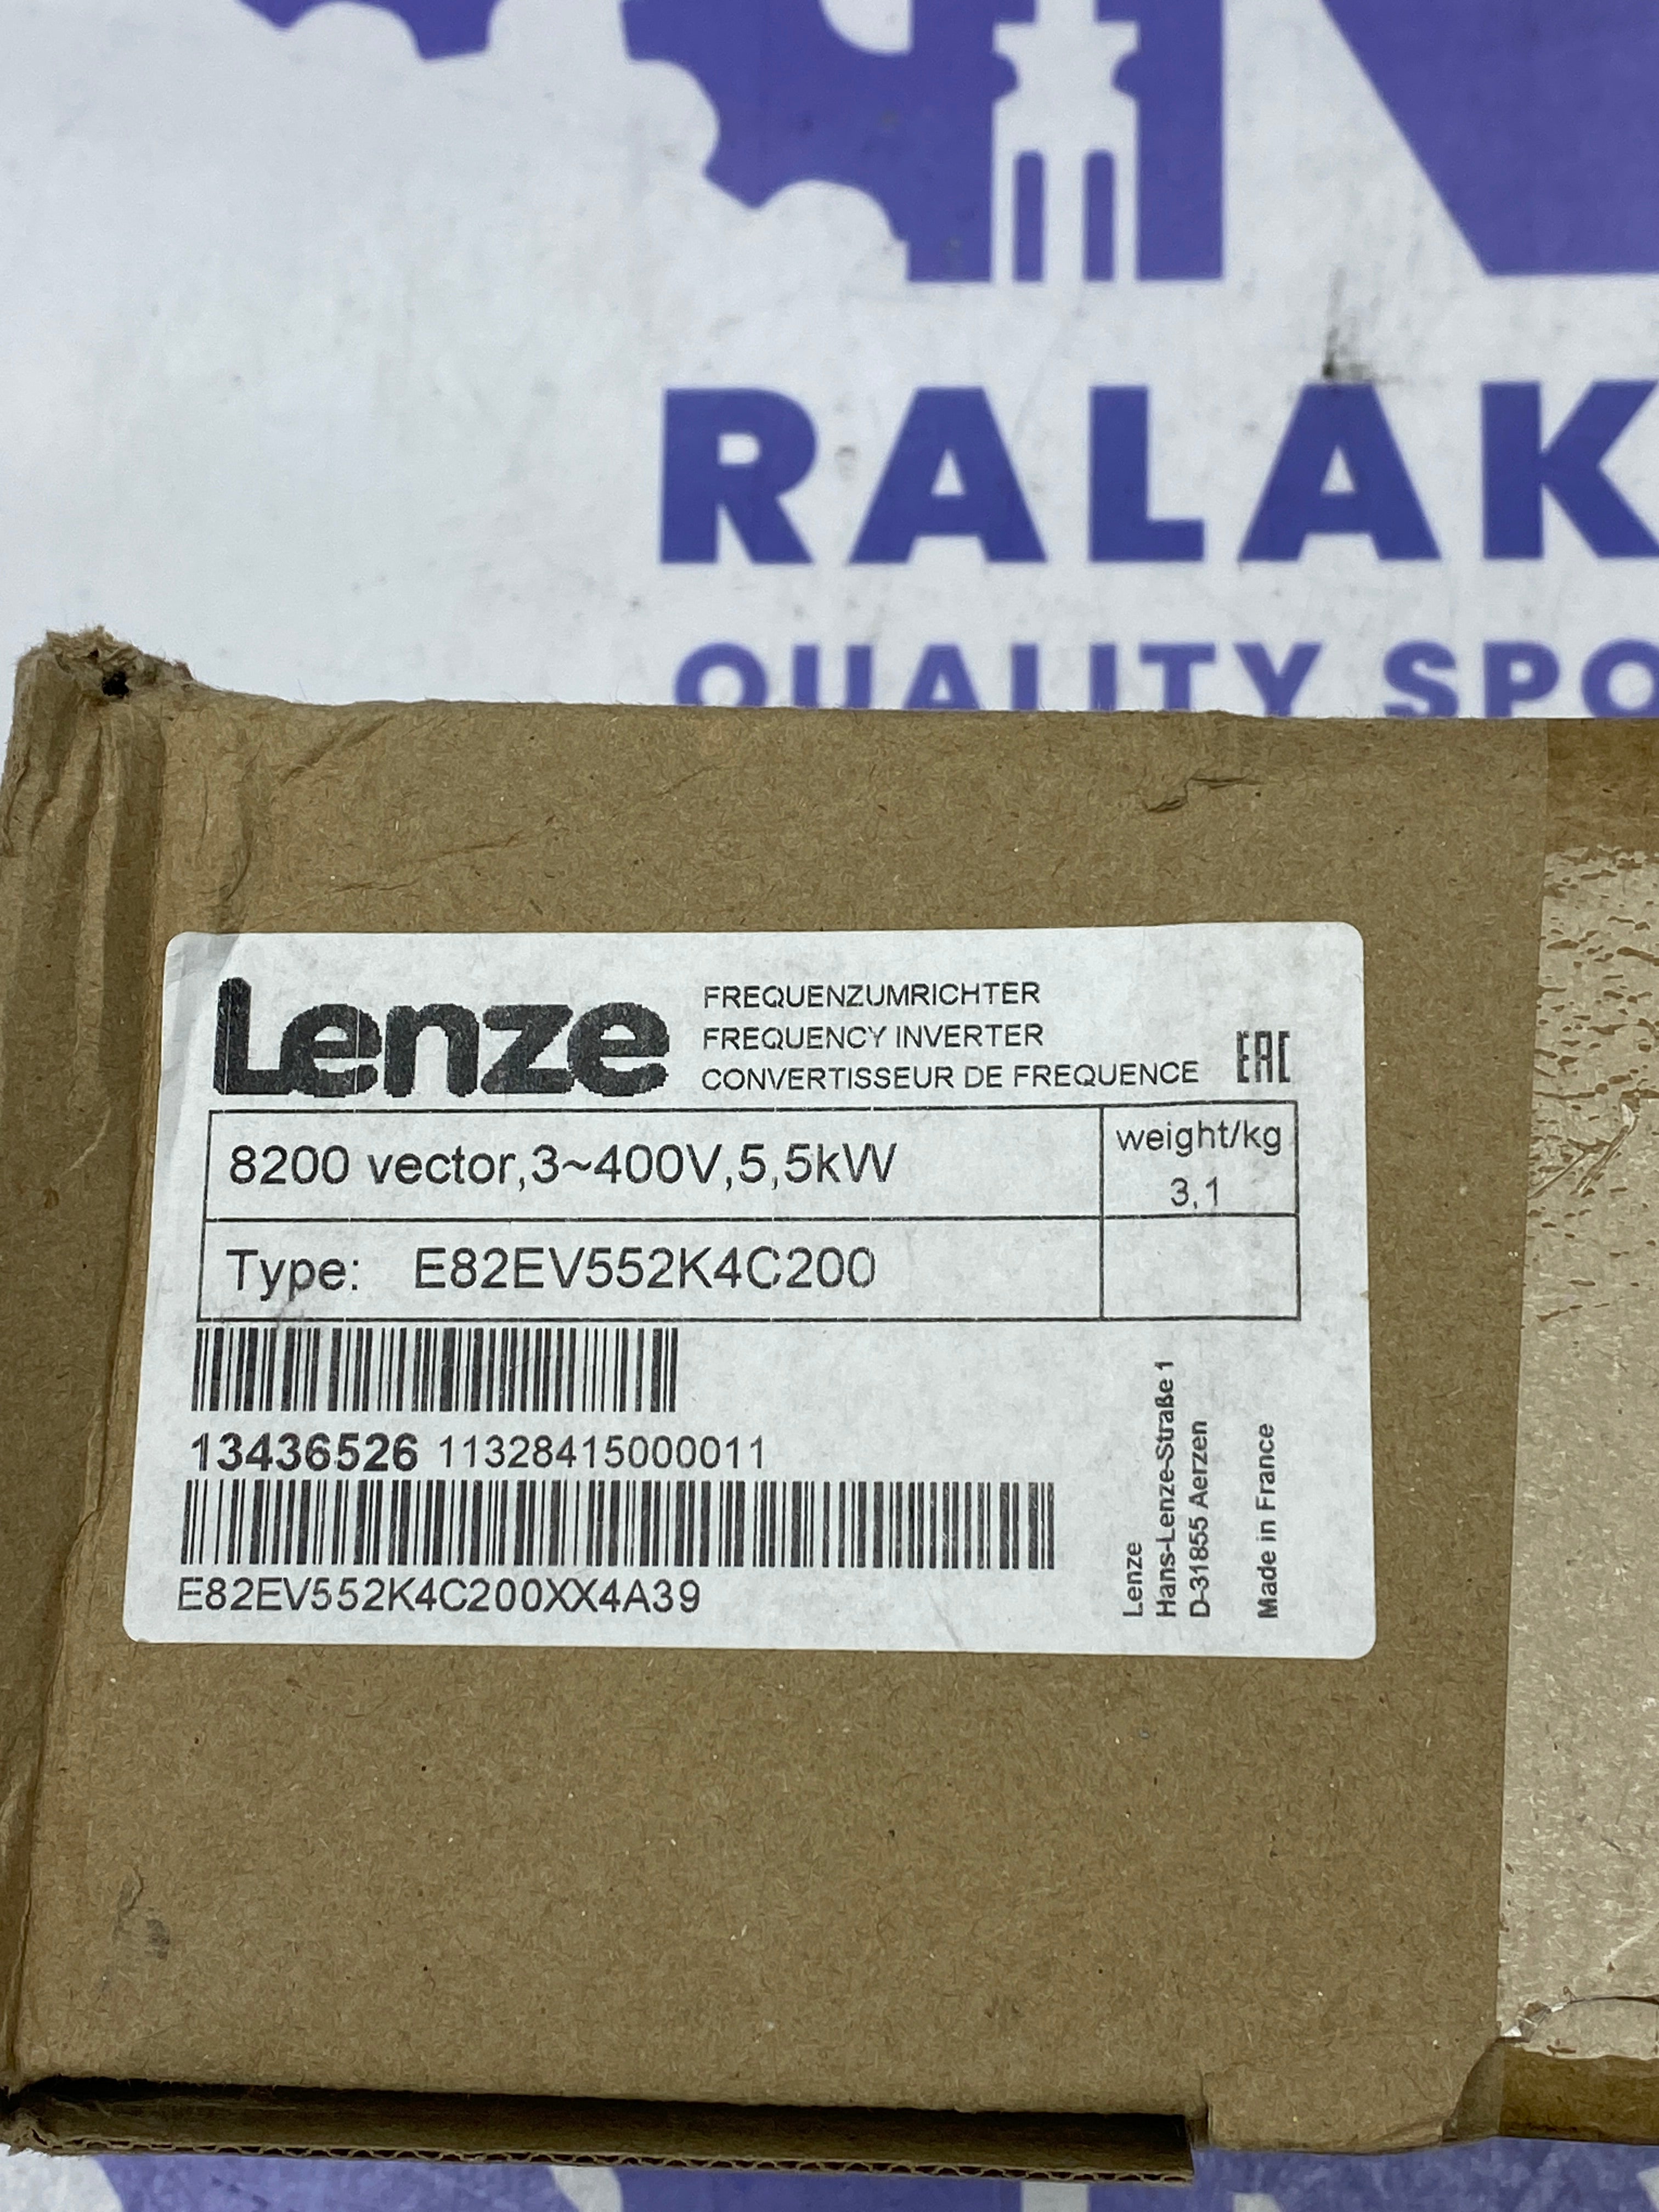 RALAK
QUALITY SPO
Lenze
FREQUENZUMRICHTER
FREQUENCY INVERTER
CONVERTISSEUR DE FREQUENCE
EAC
8200 vector,3~400V,5,5kW
weight/kg
3,1
Type: E82EV552K4C200
13436526 11328415000011
E82EV552K4C200XX4A39
Lenze
Hans-Lenze-Straße 1
D-31855 Aerzen
Made in France